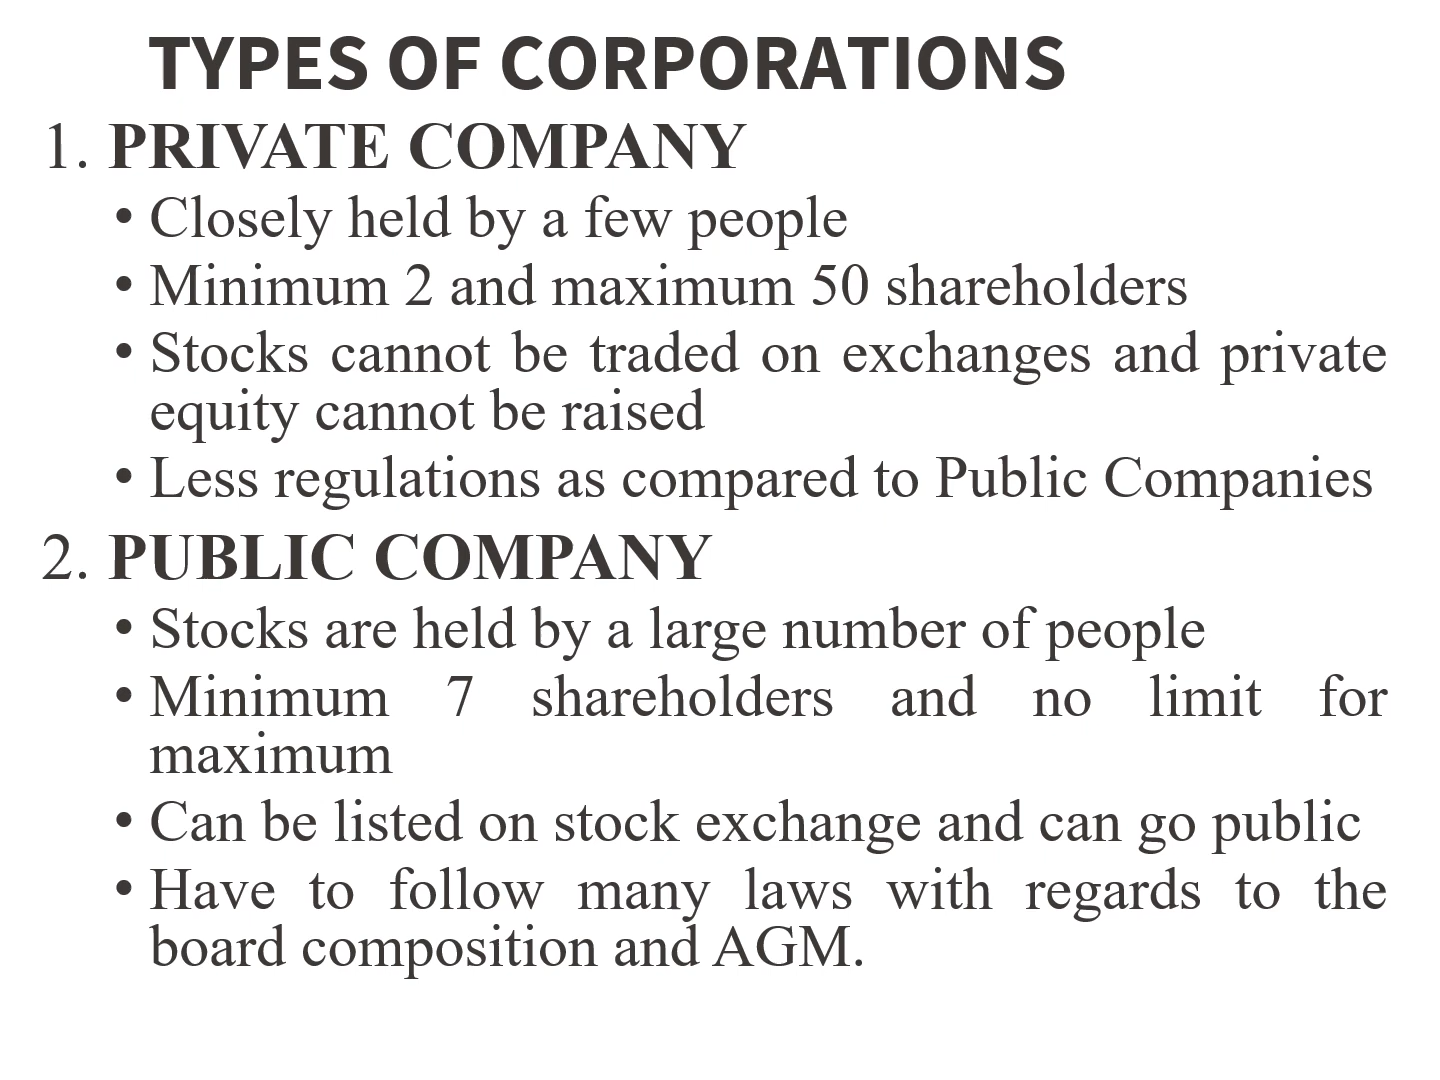 TYPES OF CORPORATIONS
1. PRIVATE COMPANY
• Closely held by a few people
• Minimum 2 and maximum 50 shareholders
• Stocks cannot be traded on exchanges and private
equity cannot be raised
• Less regulations as compared to Public Companies
2. PUBLIC COMPANY
• Stocks are held by a large number of people
• Minimum 7 shareholders and no limit for
maximum
• Can be listed on stock exchange and can go public
• Have to follow many laws with regards to the
board composition and AGM.